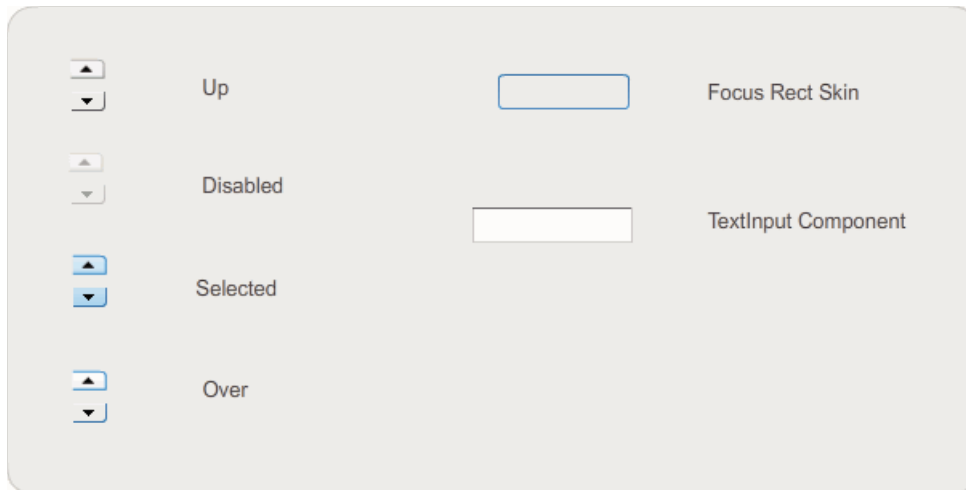 Up
Focus Rect Skin
Disabled
TextInput Component
Selected
Over